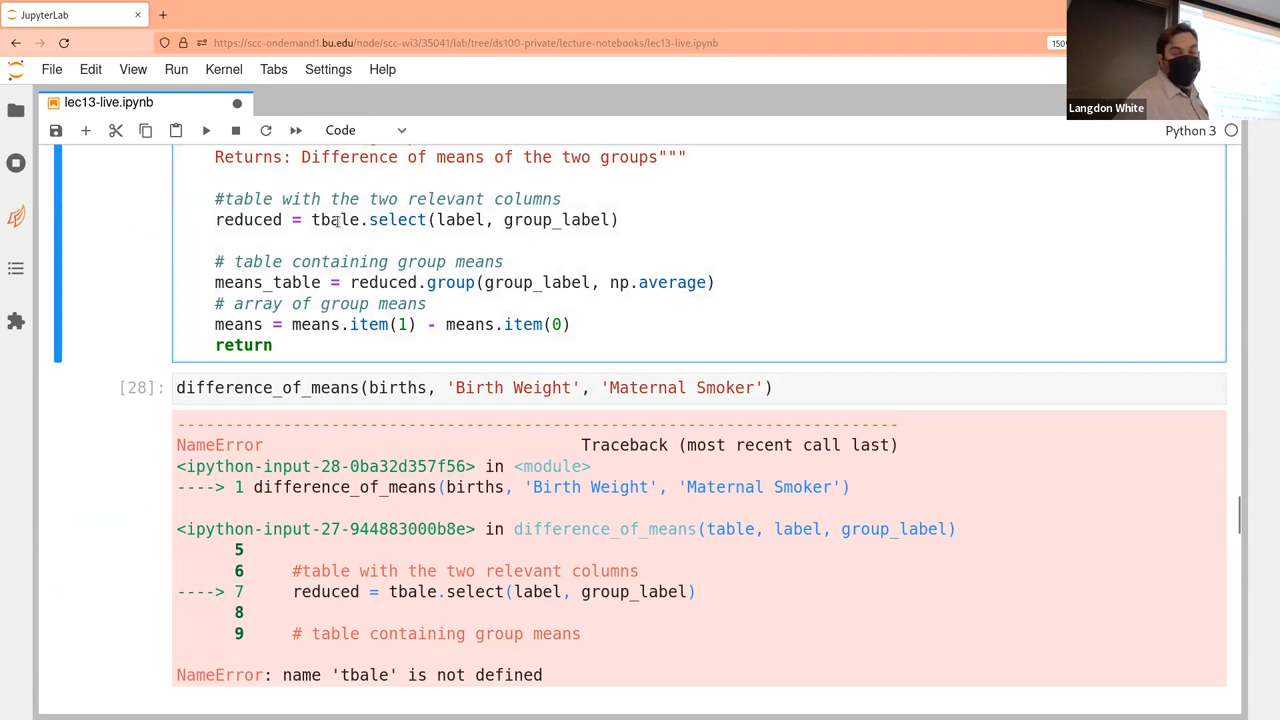 JupyterLab
https://scc-ondemand1.bu.edu/node/scc-wi3/35041/lab/tree/ds100-private/lecture-notebooks/lec13-live.ipynb
Langdon White
File Edit View Run Kernel Tabs Settings Help
lec13-live.ipynb
Code
Python 3
Returns: Difference of means of the two groups"""
#table with the two relevant columns
reduced = tbale.select(label, group_label)
# table containing group means
means_table = reduced.group(group_label, np.average)
# array of group means
means = means.item(1) - means.item(0)
return
[28]: difference_of_means(births, 'Birth Weight', 'Maternal Smoker')
---------------------------------------------------------------------------
NameError Traceback (most recent call last)
<ipython-input-28-0ba32d357f56> in <module>
----> 1 difference_of_means(births, 'Birth Weight', 'Maternal Smoker')
<ipython-input-27-944883000b8e> in difference_of_means(table, label, group_label)
5
6 #table with the two relevant columns
----> 7 reduced = tbale.select(label, group_label)
8
9 # table containing group means
NameError: name 'tbale' is not defined